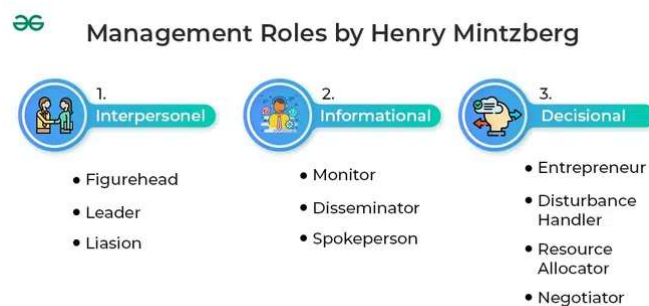 Management Roles by Henry Mintzberg
1.
Interpersonel
• Figurehead
• Leader
• Liasion
2.
Informational
• Monitor
• Disseminator
• Spokeperson
3.
Decisional
• Entrepreneur
• Disturbance
Handler
• Resource
Allocator
• Negotiator